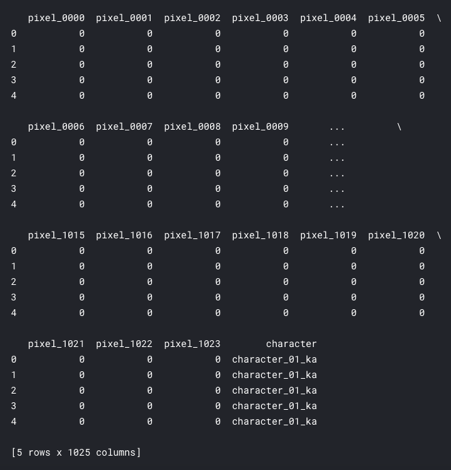 pixel_0000 pixel_0001 pixel_0002 pixel_0003 pixel_0004 pixel_0005 \
0 0 0 0 0 0 0
1 0 0 0 0 0 0
2 0 0 0 0 0 0
3 0 0 0 0 0 0
4 0 0 0 0 0 0
pixel_0006 pixel_0007 pixel_0008 pixel_0009 ... \
0 0 0 0 0 ...
1 0 0 0 0 ...
2 0 0 0 0 ...
3 0 0 0 0 ...
4 0 0 0 0 ...
pixel_1015 pixel_1016 pixel_1017 pixel_1018 pixel_1019 pixel_1020 \
0 0 0 0 0 0 0
1 0 0 0 0 0 0
2 0 0 0 0 0 0
3 0 0 0 0 0 0
4 0 0 0 0 0 0
pixel_1021 pixel_1022 pixel_1023 character
0 0 0 0 character_01_ka
1 0 0 0 character_01_ka
2 0 0 0 character_01_ka
3 0 0 0 character_01_ka
4 0 0 0 character_01_ka
[5 rows x 1025 columns]